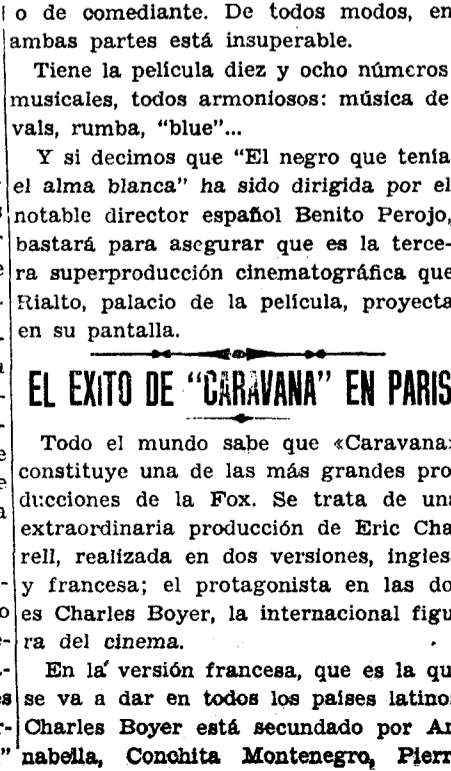 o de comediante. De todos modos, en
ambas partes está insuperable.
Tiene la película diez y ocho números
musicales, todos armoniosos: música de
vals, rumba, "blue"...
Y si decimos que "El negro que tenía
el alma blanca" ha sido dirigida por el
notable director español Benito Perojo,
bastará para asegurar que es la terce-
ra superproducción cinematográfica que
Rialto, palacio de la película, proyecta
en su pantalla.
EL EXITO DE "CARAVANA" EN PARIS
Todo el mundo sabe que «Caravana»
constituye una de las más grandes pro
ducciones de la Fox. Se trata de una
extraordinaria producción de Eric Cha
rell, realizada en dos versiones, ingles
y francesa; el protagonista en las do
es Charles Boyer, la internacional figu
ra del cinema.
En la versión francesa, que es la qu
se va a dar en todos los países latino
Charles Boyer está secundado por An
nabella, Conchita Montenegro, Pierr